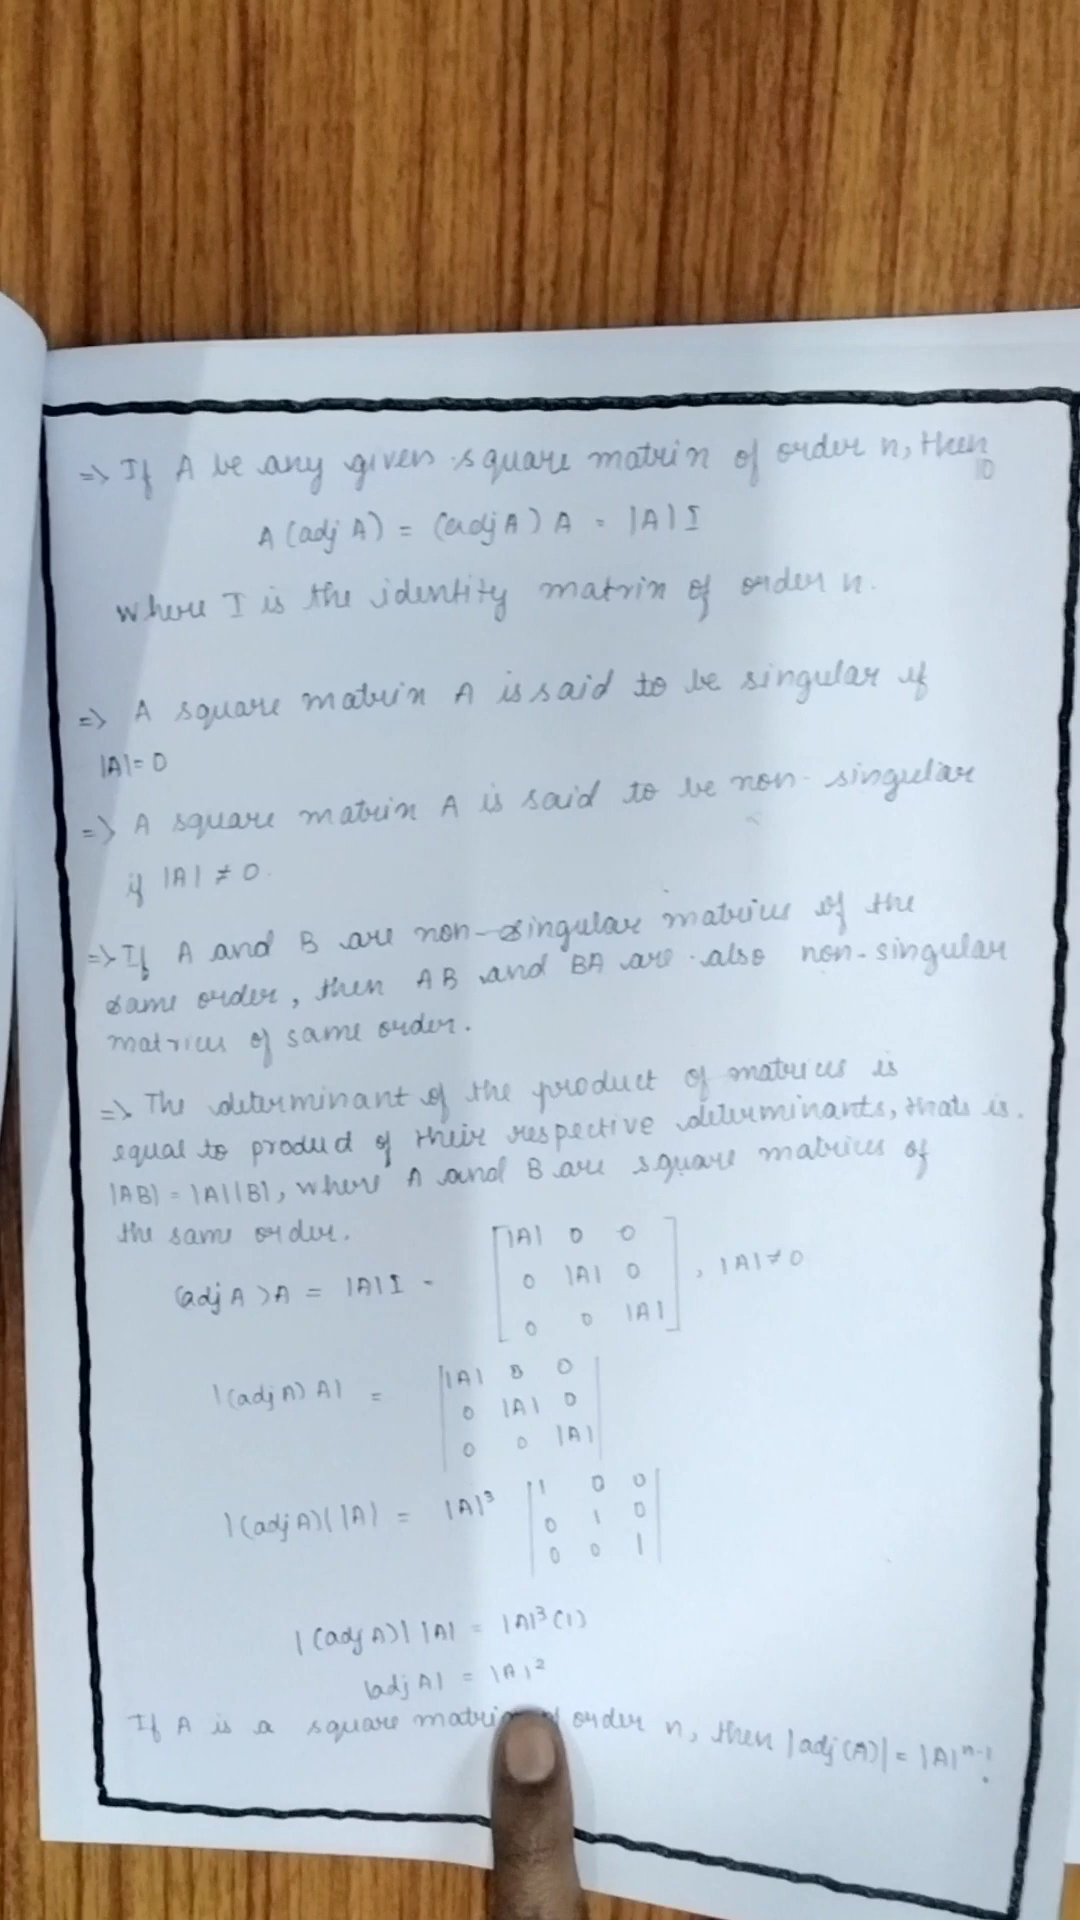 => If A be any given square matrix of order n, then
10
A (adj A) = (adj A) A = |A| I
where I is the identity matrix of order n.
=> A square matrix A is said to be singular if
|A| = 0
=> A square matrix A is said to be non-singular
if |A| ≠ 0.
=> If A and B are non-singular matrices of the
same order, then AB and BA are also non-singular
matrices of same order.
=> The determinant of the product of matrices is
equal to product of their respective determinants, thats is.
|AB| = |A||B|, where A and B are square matrices of
the same order.
(adj A) A = |A| I = [|A| 0 0
0 |A| 0
0 0 |A|], |A| ≠ 0
|(adj A) A| = | |A| 0 0
0 |A| 0
0 0 |A| |
|(adj A)| |A| = |A|³ | 1 0 0
0 1 0
0 0 1 |
|(adj A)| |A| = |A|³ (1)
|adj A| = |A|²
If A is a square matrix of order n, then |adj (A)| = |A|ⁿ⁻¹.